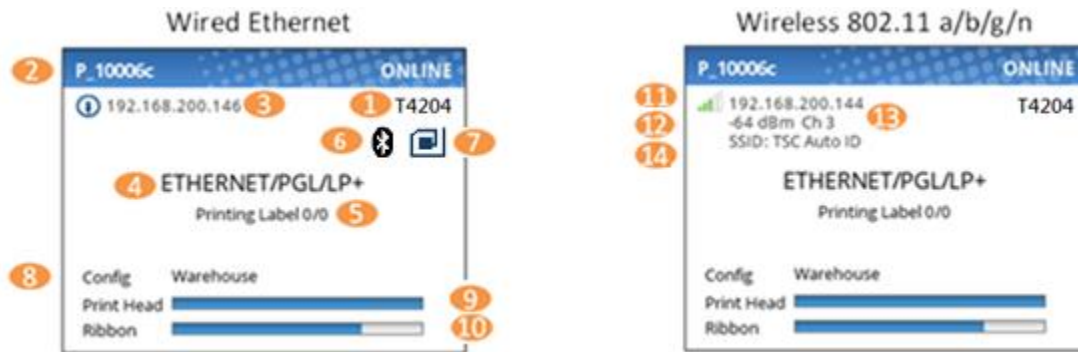 Wired Ethernet
2 P_10006c ONLINE
192.168.200.146 3 1 T4204
6 7
4 ETHERNET/PGL/LP+
Printing Label 0/0 5
8 Config Warehouse
Print Head 9
Ribbon 10
Wireless 802.11 a/b/g/n
P_10006c ONLINE
11 192.168.200.144 T4204
12 -64 dBm Ch 3 13
14 SSID: TSC Auto ID
ETHERNET/PGL/LP+
Printing Label 0/0
Config Warehouse
Print Head
Ribbon